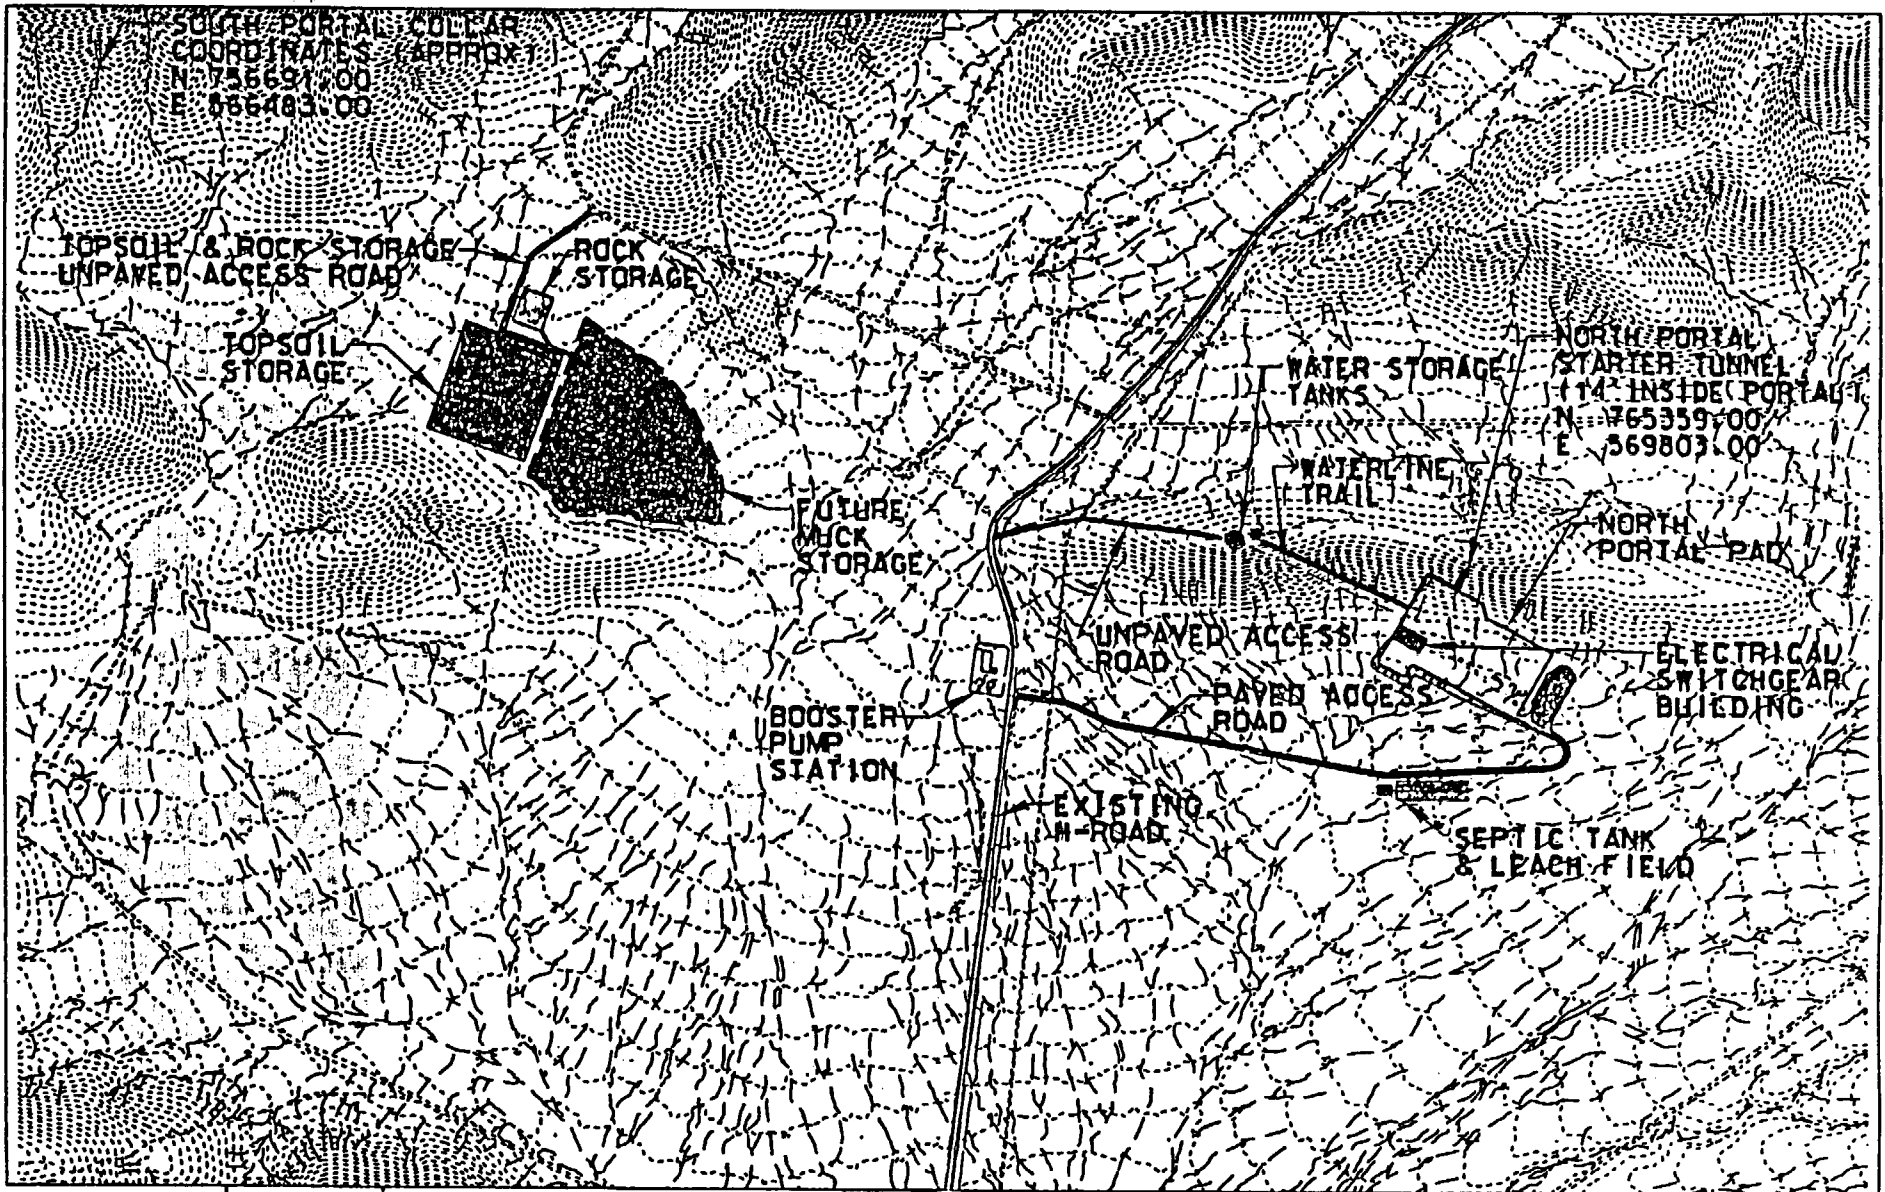 SOUTH PORTAL COLLAR
COORDINATES (APPROX)
N 756691.00
E 566483.00
TOPSOIL & ROCK STORAGE
UNPAVED ACCESS ROAD
ROCK
STORAGE
TOPSOIL
STORAGE
FUTURE
MUCK
STORAGE
WATER STORAGE
TANKS
NORTH PORTAL
STARTER TUNNEL
(14' INSIDE PORTAL)
N 765359.00
E 569803.00
WATERLINE
TRAIL
NORTH
PORTAL PAD
UNPAVED ACCESS
ROAD
ELECTRICAL
SWITCHGEAR
BUILDING
PAVED ACCESS
ROAD
BOOSTER
PUMP
STATION
EXISTING
H-ROAD
SEPTIC TANK
& LEACH FIELD